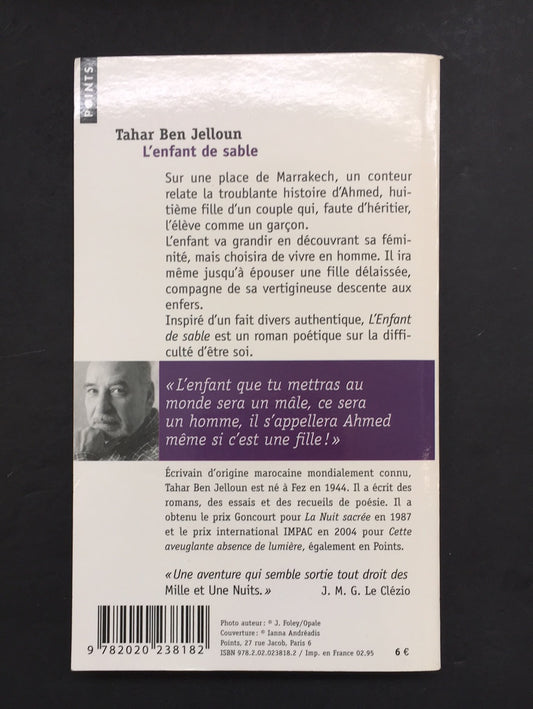 POINTS
Tahar Ben Jelloun
L'enfant de sable
Sur une place de Marrakech, un conteur
relate la troublante histoire d'Ahmed, hui-
tième fille d'un couple qui, faute d'héritier,
l'élève comme un garçon.
L'enfant va grandir en découvrant sa fémi-
nité, mais choisira de vivre en homme. Il ira
même jusqu'à épouser une fille délaissée,
compagne de sa vertigineuse descente aux
enfers.
Inspiré d'un fait divers authentique, L'Enfant
de sable est un roman poétique sur la diffi-
culté d'être soi.
« L'enfant que tu mettras au
monde sera un mâle, ce sera
un homme, il s'appellera Ahmed
même si c'est une fille ! »
Écrivain d'origine marocaine mondialement connu,
Tahar Ben Jelloun est né à Fez en 1944. Il a écrit des
romans, des essais et des recueils de poésie. Il a
obtenu le prix Goncourt pour La Nuit sacrée en 1987
et le prix international IMPAC en 2004 pour Cette
aveuglante absence de lumière, également en Points.
« Une aventure qui semble sortie tout droit des
Mille et Une Nuits. » J. M. G. Le Clézio
Photo auteur : © J. Foley/Opale
Couverture : © Ianna Andréadis
Points, 27 rue Jacob, Paris 6
ISBN 978.2.02.023818.2 / Imp. en France 02.95 6 €
9 782020 238182